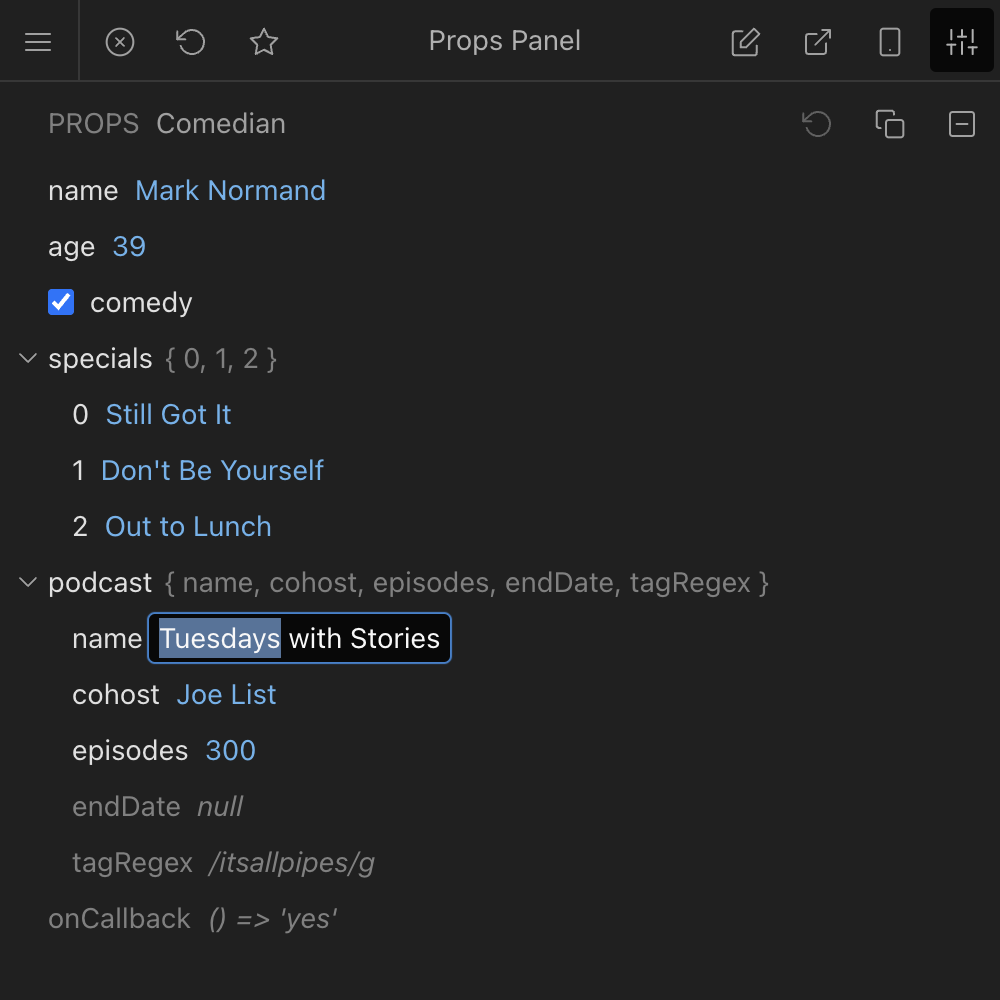 Props Panel
PROPS Comedian
name Mark Normand
age 39
comedy
specials { 0, 1, 2 }
0 Still Got It
1 Don't Be Yourself
2 Out to Lunch
podcast { name, cohost, episodes, endDate, tagRegex }
name Tuesdays with Stories
cohost Joe List
episodes 300
endDate null
tagRegex /itsallpipes/g
onCallback () => 'yes'